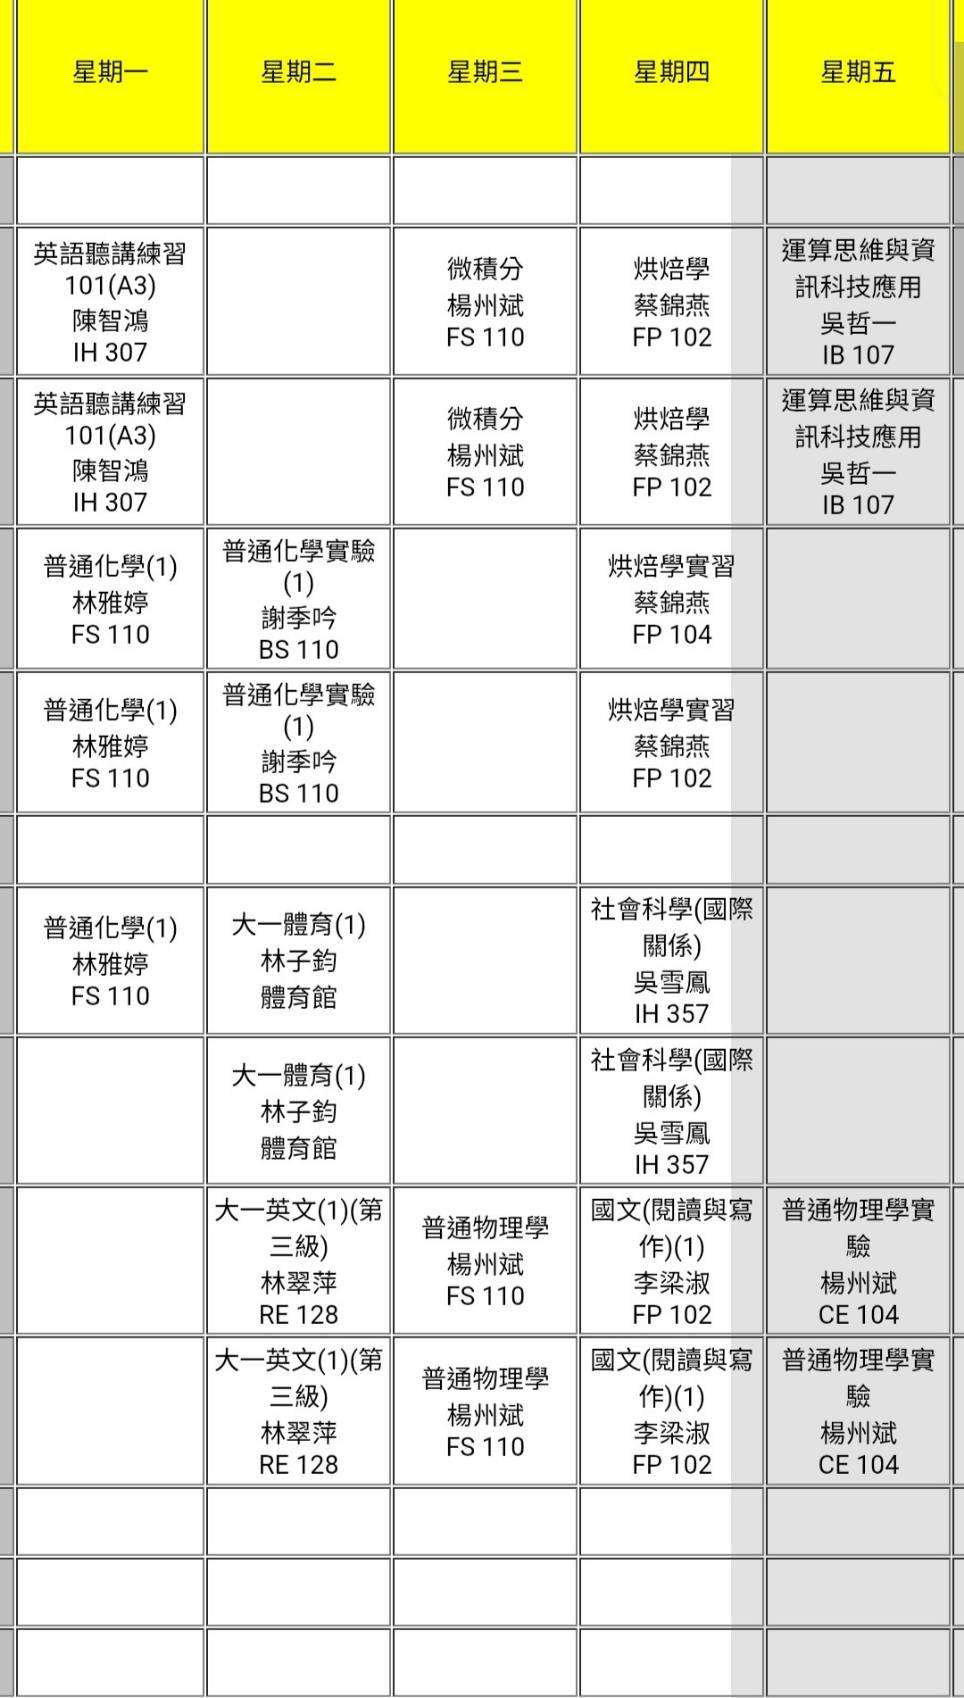 星期一 星期二 星期三 星期四 星期五
英語聽講練習
101(A3)
陳智鴻
IH 307
微積分
楊州斌
FS 110
烘焙學
蔡錦燕
FP 102
運算思維與資
訊科技應用
吳哲一
IB 107
英語聽講練習
101(A3)
陳智鴻
IH 307
微積分
楊州斌
FS 110
烘焙學
蔡錦燕
FP 102
運算思維與資
訊科技應用
吳哲一
IB 107
普通化學(1)
林雅婷
FS 110
普通化學實驗
(1)
謝季吟
BS 110
烘焙學實習
蔡錦燕
FP 104
普通化學(1)
林雅婷
FS 110
普通化學實驗
(1)
謝季吟
BS 110
烘焙學實習
蔡錦燕
FP 102
普通化學(1)
林雅婷
FS 110
大一體育(1)
林子鈞
體育館
社會科學(國際
關係)
吳雪鳳
IH 357
大一體育(1)
林子鈞
體育館
社會科學(國際
關係)
吳雪鳳
IH 357
大一英文(1)(第
三級)
林翠萍
RE 128
普通物理學
楊州斌
FS 110
國文(閱讀與寫
作)(1)
李梁淑
FP 102
普通物理學實
驗
楊州斌
CE 104
大一英文(1)(第
三級)
林翠萍
RE 128
普通物理學
楊州斌
FS 110
國文(閱讀與寫
作)(1)
李梁淑
FP 102
普通物理學實
驗
楊州斌
CE 104